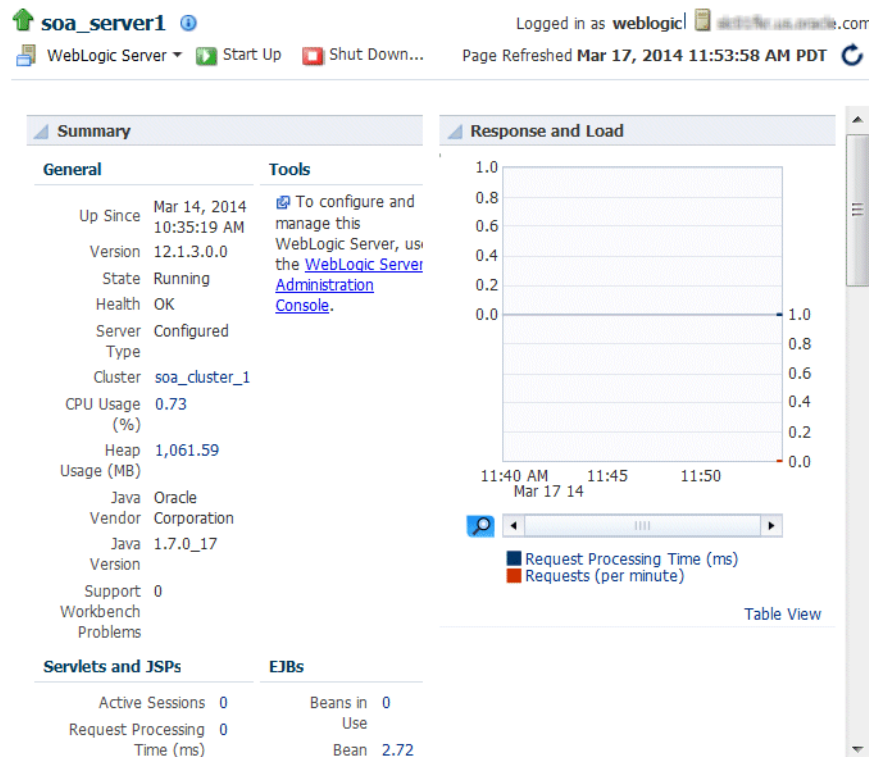 soa_server1
Logged in as weblogic .com
WebLogic Server Start Up Shut Down...
Page Refreshed Mar 17, 2014 11:53:58 AM PDT
Summary
General
Up Since Mar 14, 2014
10:35:19 AM
Version 12.1.3.0.0
State Running
Health OK
Server Configured
Type
Cluster soa_cluster_1
CPU Usage 0.73
(%)
Heap 1,061.59
Usage (MB)
Java Oracle
Vendor Corporation
Java 1.7.0_17
Version
Support 0
Workbench
Problems
Tools
To configure and
manage this
WebLogic Server, use
the WebLogic Server
Administration
Console.
Servlets and JSPs
Active Sessions 0
Request Processing 0
Time (ms)
EJBs
Beans in 0
Use
Bean 2.72
Response and Load
1.0
0.8
0.6
0.4
0.2
0.0
1.0
0.8
0.6
0.4
0.2
0.0
11:40 AM 11:45 11:50
Mar 17 14
Request Processing Time (ms)
Requests (per minute)
Table View